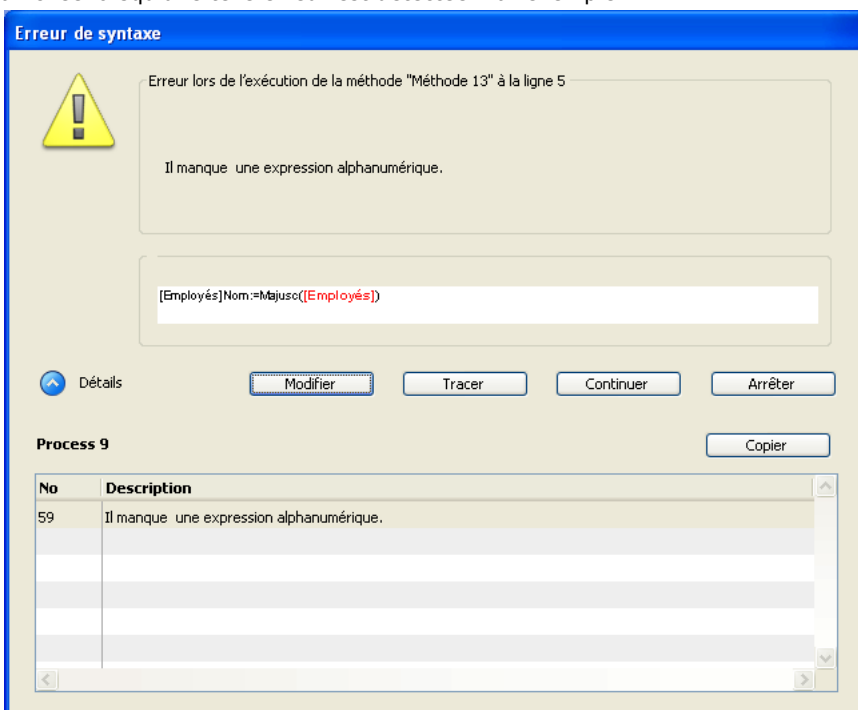 Erreur de syntaxe
Erreur lors de l'exécution de la méthode "Méthode 13" à la ligne 5
Il manque une expression alphanumérique.
[Employés]Nom:=Majusc([Employés])
Détails
Modifier
Tracer
Continuer
Arrêter
Process 9
Copier
No Description
59 Il manque une expression alphanumérique.